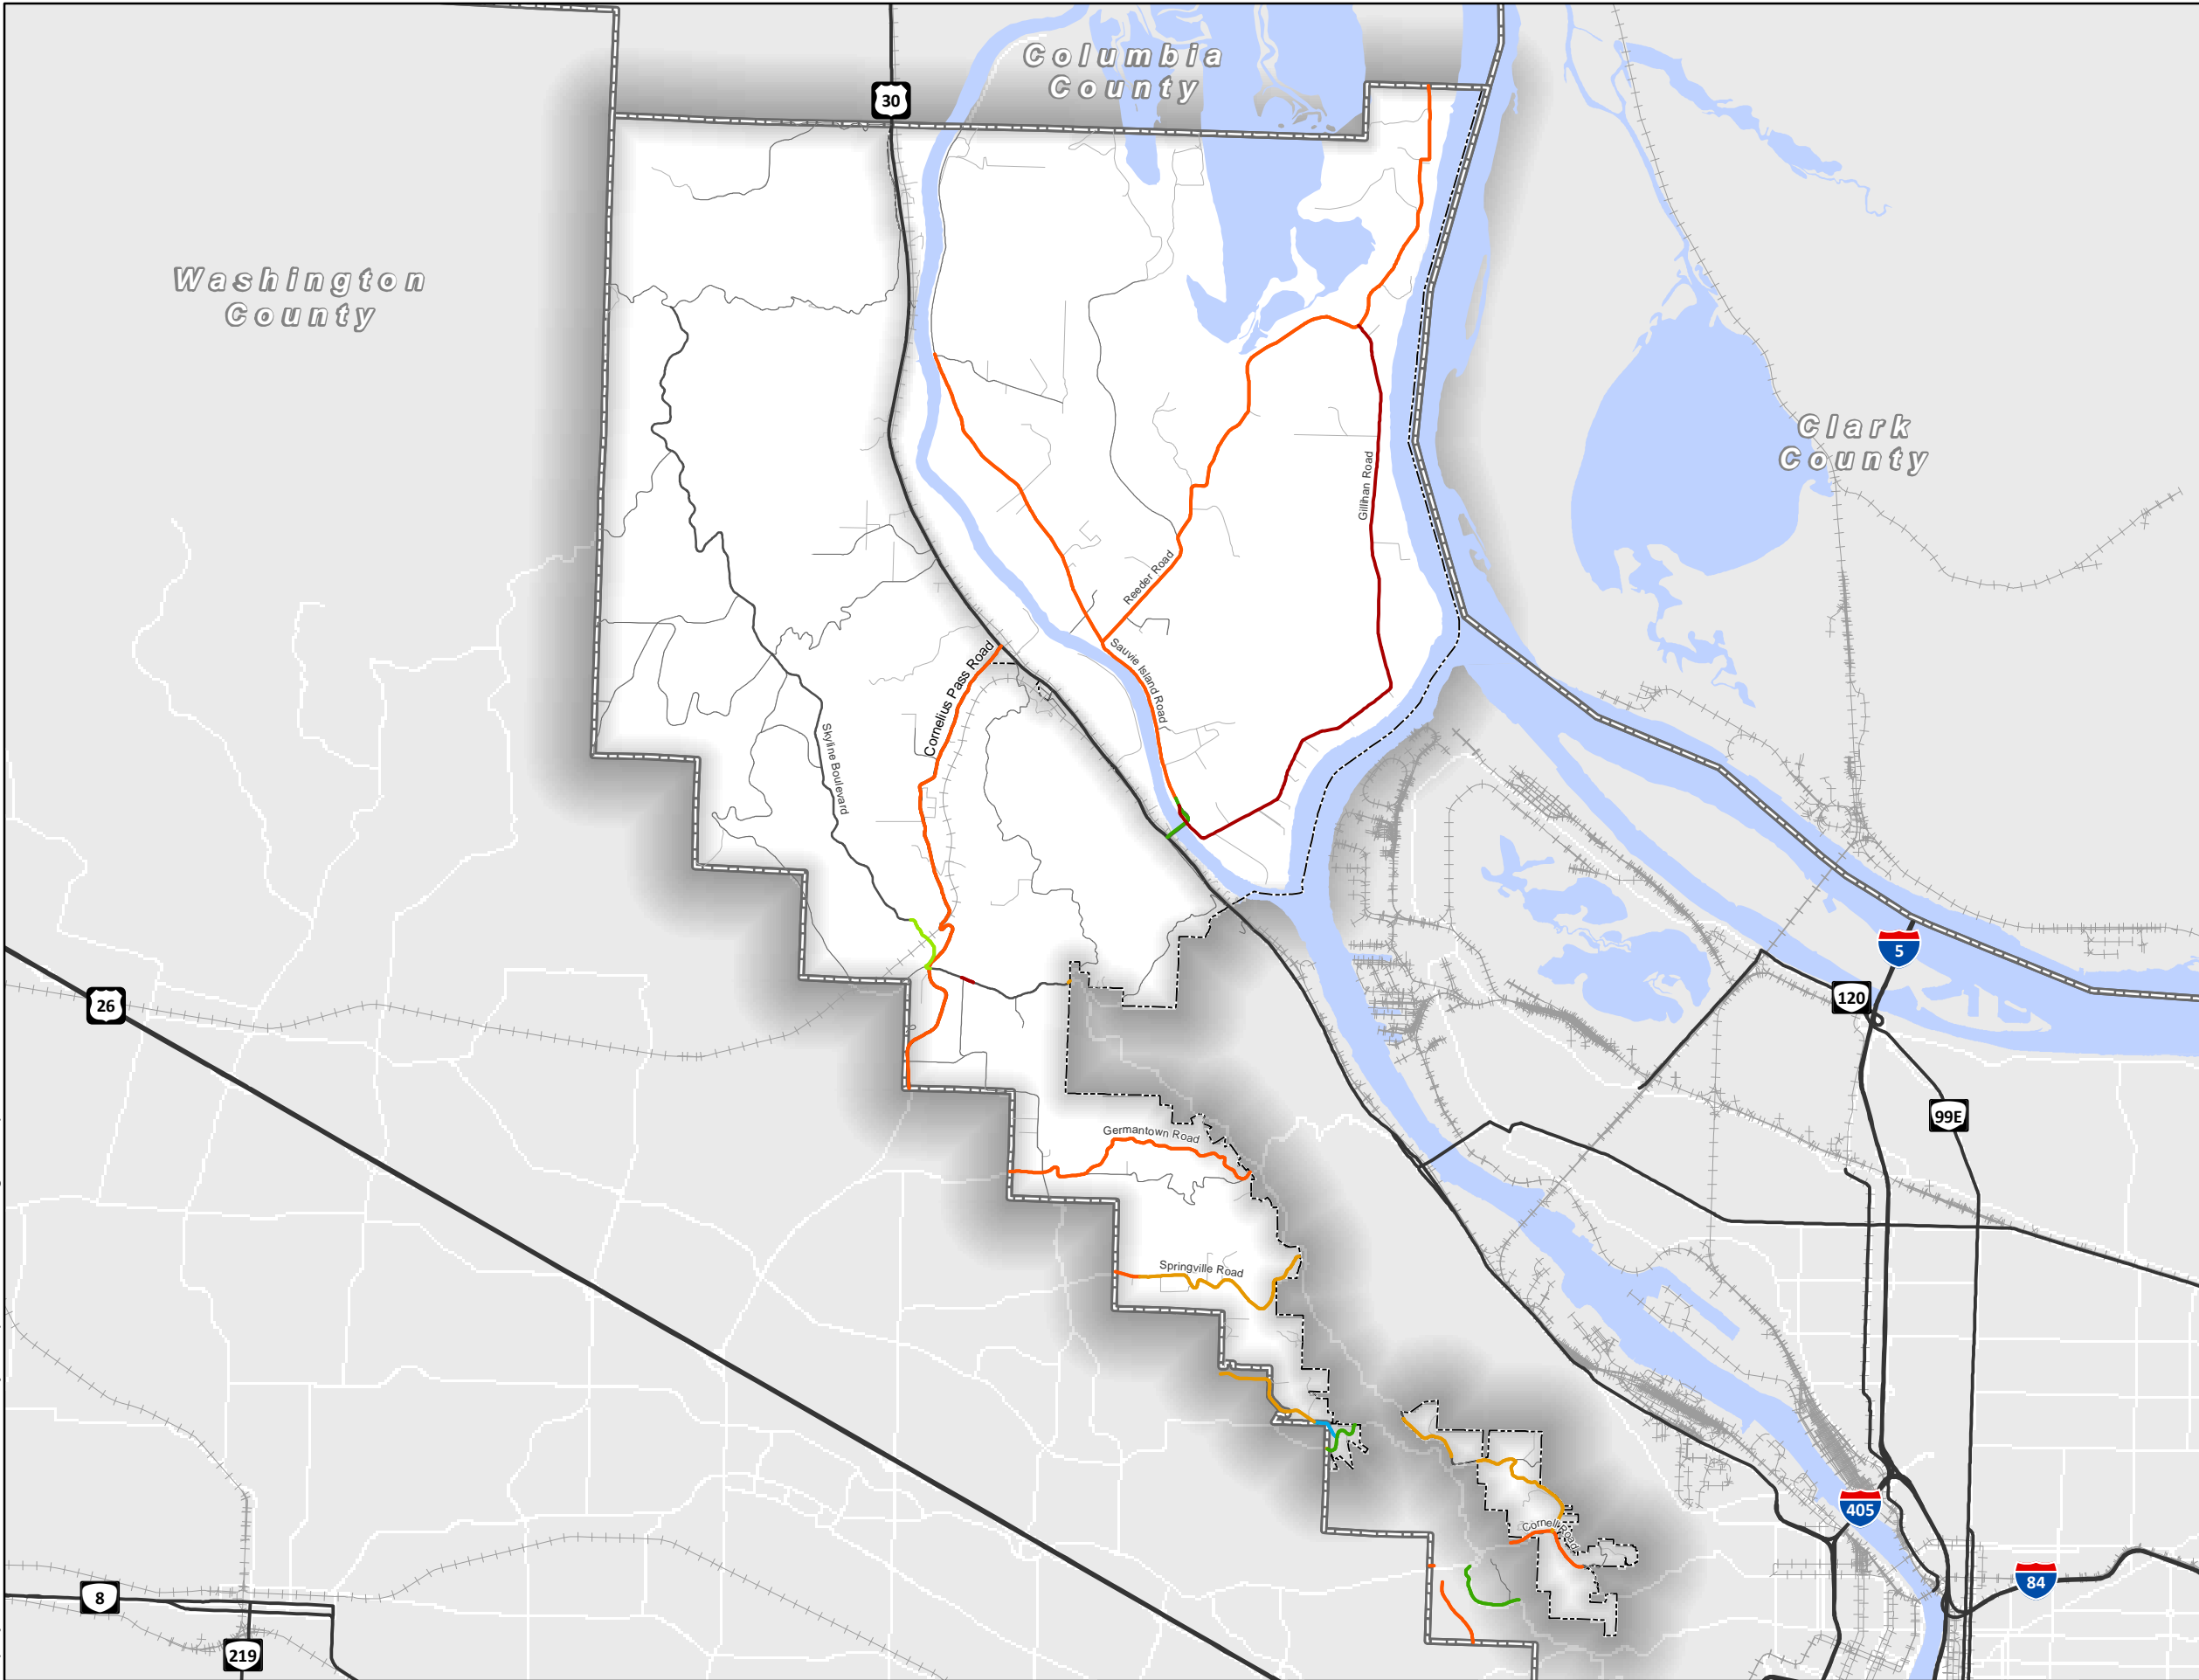 Columbia
County
30
Washington
County
Clark
County
Gillihan Road
Reeder Road
Sauvie Island Road
Cornelius Pass Road
Skyline Boulevard
5
26
120
99E
Germantown Road
Springville Road
405
Cornell Road
84
8
219